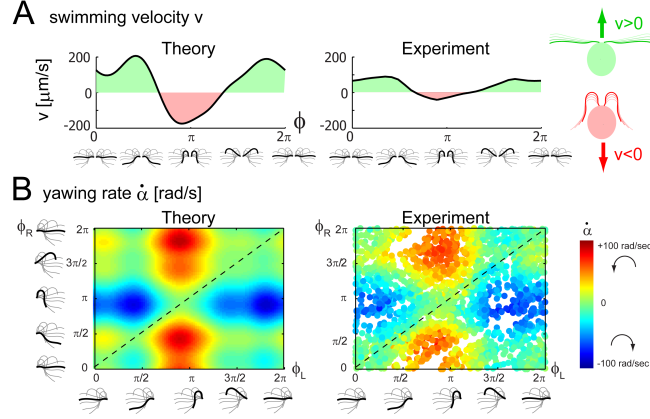 A swimming velocity v
Theory
Experiment
v>0
v<0
v [μm/s]
200
0
-200
0
π
2π
ϕ
200
0
-200
0
π
2π
B yawing rate α̇ [rad/s]
Theory
Experiment
ϕR
2π
3π/2
π
π/2
0
0
π/2
π
3π/2
2π
ϕL
ϕR
2π
3π/2
π
π/2
0
0
π/2
π
3π/2
2π
ϕL
α̇
+100 rad/sec
0
-100 rad/sec